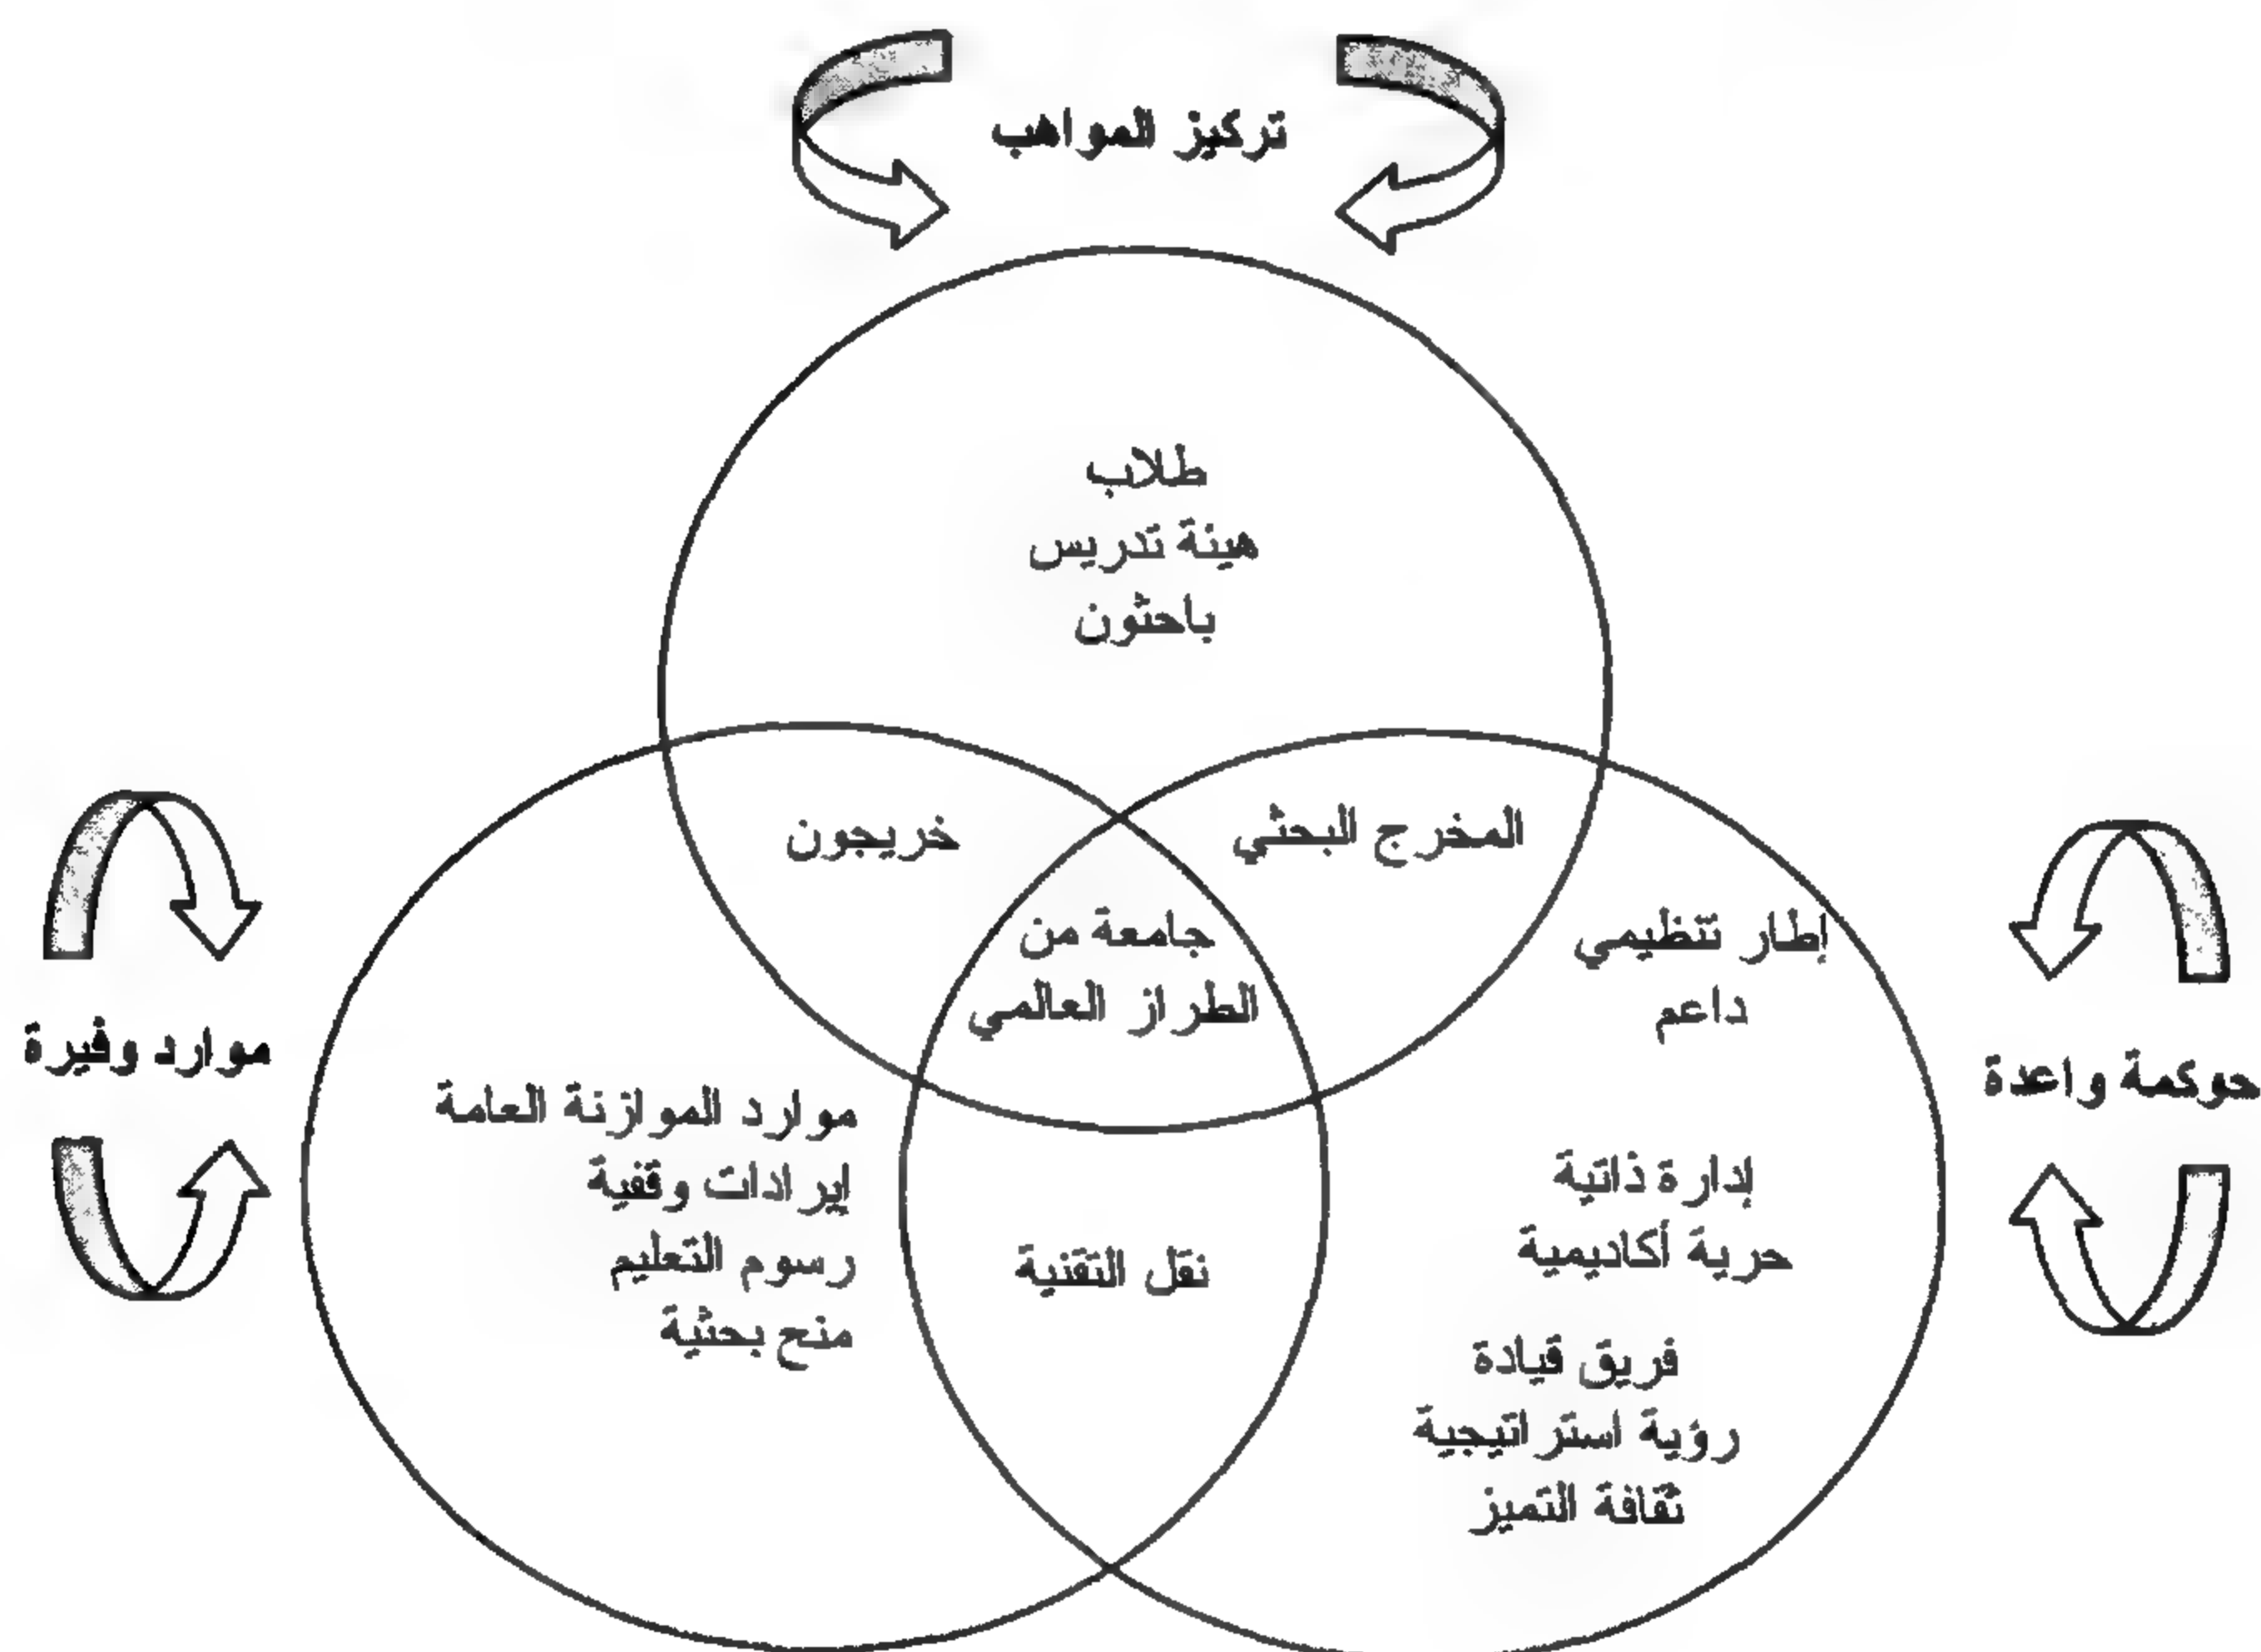 تركيز المواهب
طلاب
هيئة تدريس
باحثون
المخرج البحثي
خريجون
جامعة من
الطراز العالمي
إطار تنظيمي
داعم
حوكمة واعدة
موارد وفيرة
موارد الموازنة العامة
إيرادات وقفية
رسوم التعليم
منح بحثية
نقل التقنية
إدارة ذاتية
حرية أكاديمية
فريق قيادة
رؤية استراتيجية
ثقافة التميز